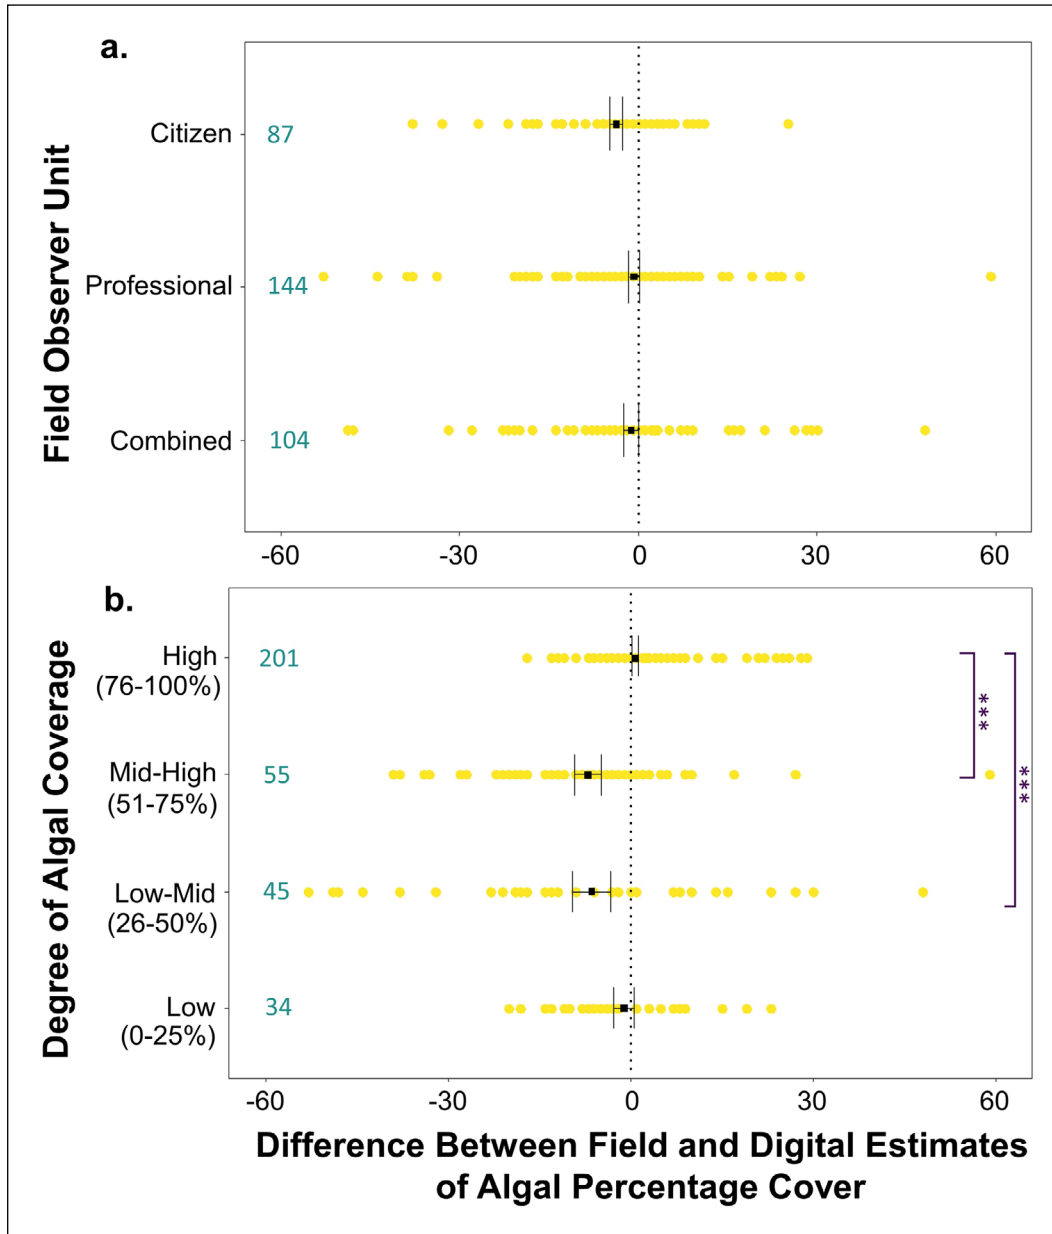 a.
Field Observer Unit
Citizen
87
Professional
144
Combined
104
-60 -30 0 30 60
b.
Degree of Algal Coverage
High
(76-100%)
201
Mid-High
(51-75%)
55
Low-Mid
(26-50%)
45
Low
(0-25%)
34
***
***
-60 -30 0 30 60
Difference Between Field and Digital Estimates
of Algal Percentage Cover